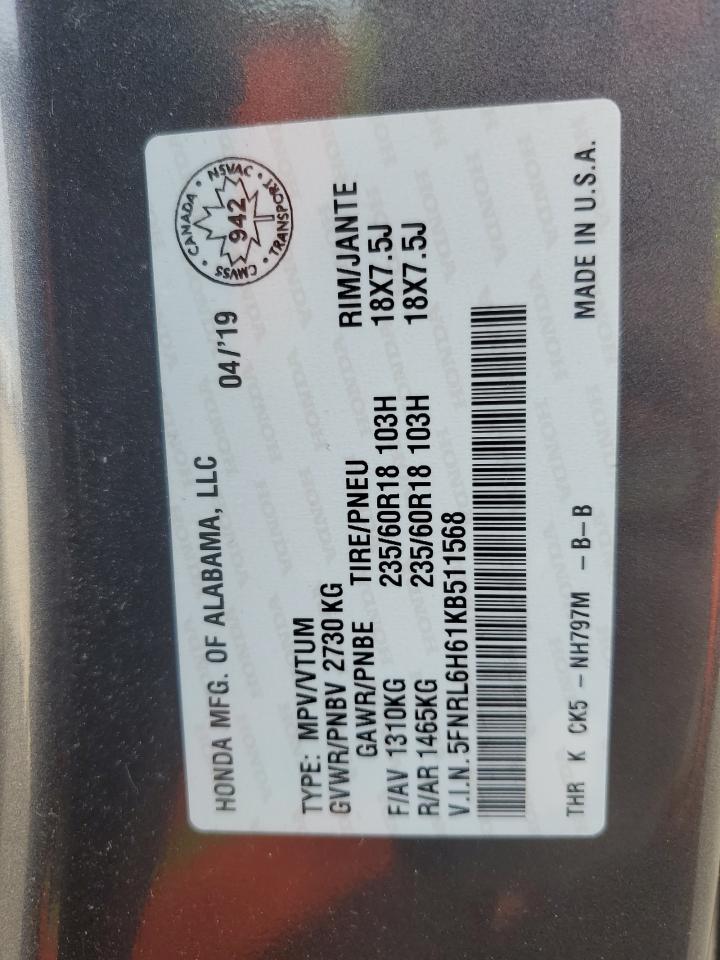 HONDA MFG. OF ALABAMA, LLC 04/'19
CANADA · NSVAC · TRANSPORT · CMVSS
942
TYPE: MPV/VTUM
GVWR/PNBV 2730 KG
GAWR/PNBE TIRE/PNEU RIM/JANTE
F/AV 1310KG 235/60R18 103H 18X7.5J
R/AR 1465KG 235/60R18 103H 18X7.5J
V.I.N. 5FNRL6H61KB511568
THR K CK5 – NH797M – B–B MADE IN U.S.A.